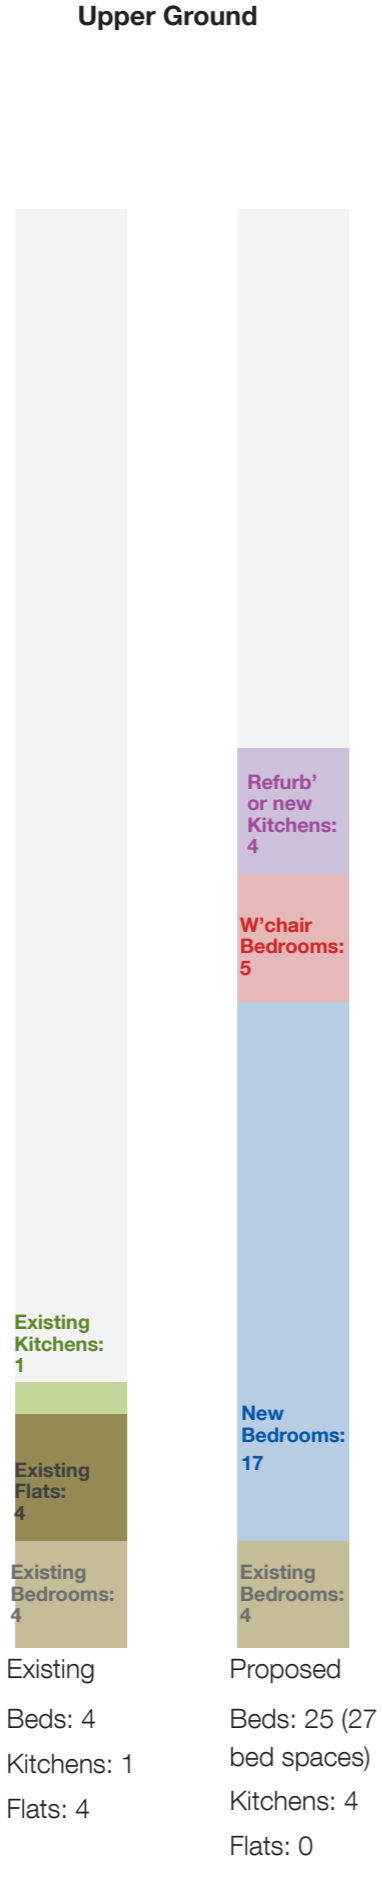 Upper Ground
Existing
Kitchens:
1
Existing
Flats:
4
Existing
Bedrooms:
4
Existing
Beds: 4
Kitchens: 1
Flats: 4
Refurb’
or new
Kitchens:
4
W’chair
Bedrooms:
5
New
Bedrooms:
17
Existing
Bedrooms:
4
Proposed
Beds: 25 (27
bed spaces)
Kitchens: 4
Flats: 0